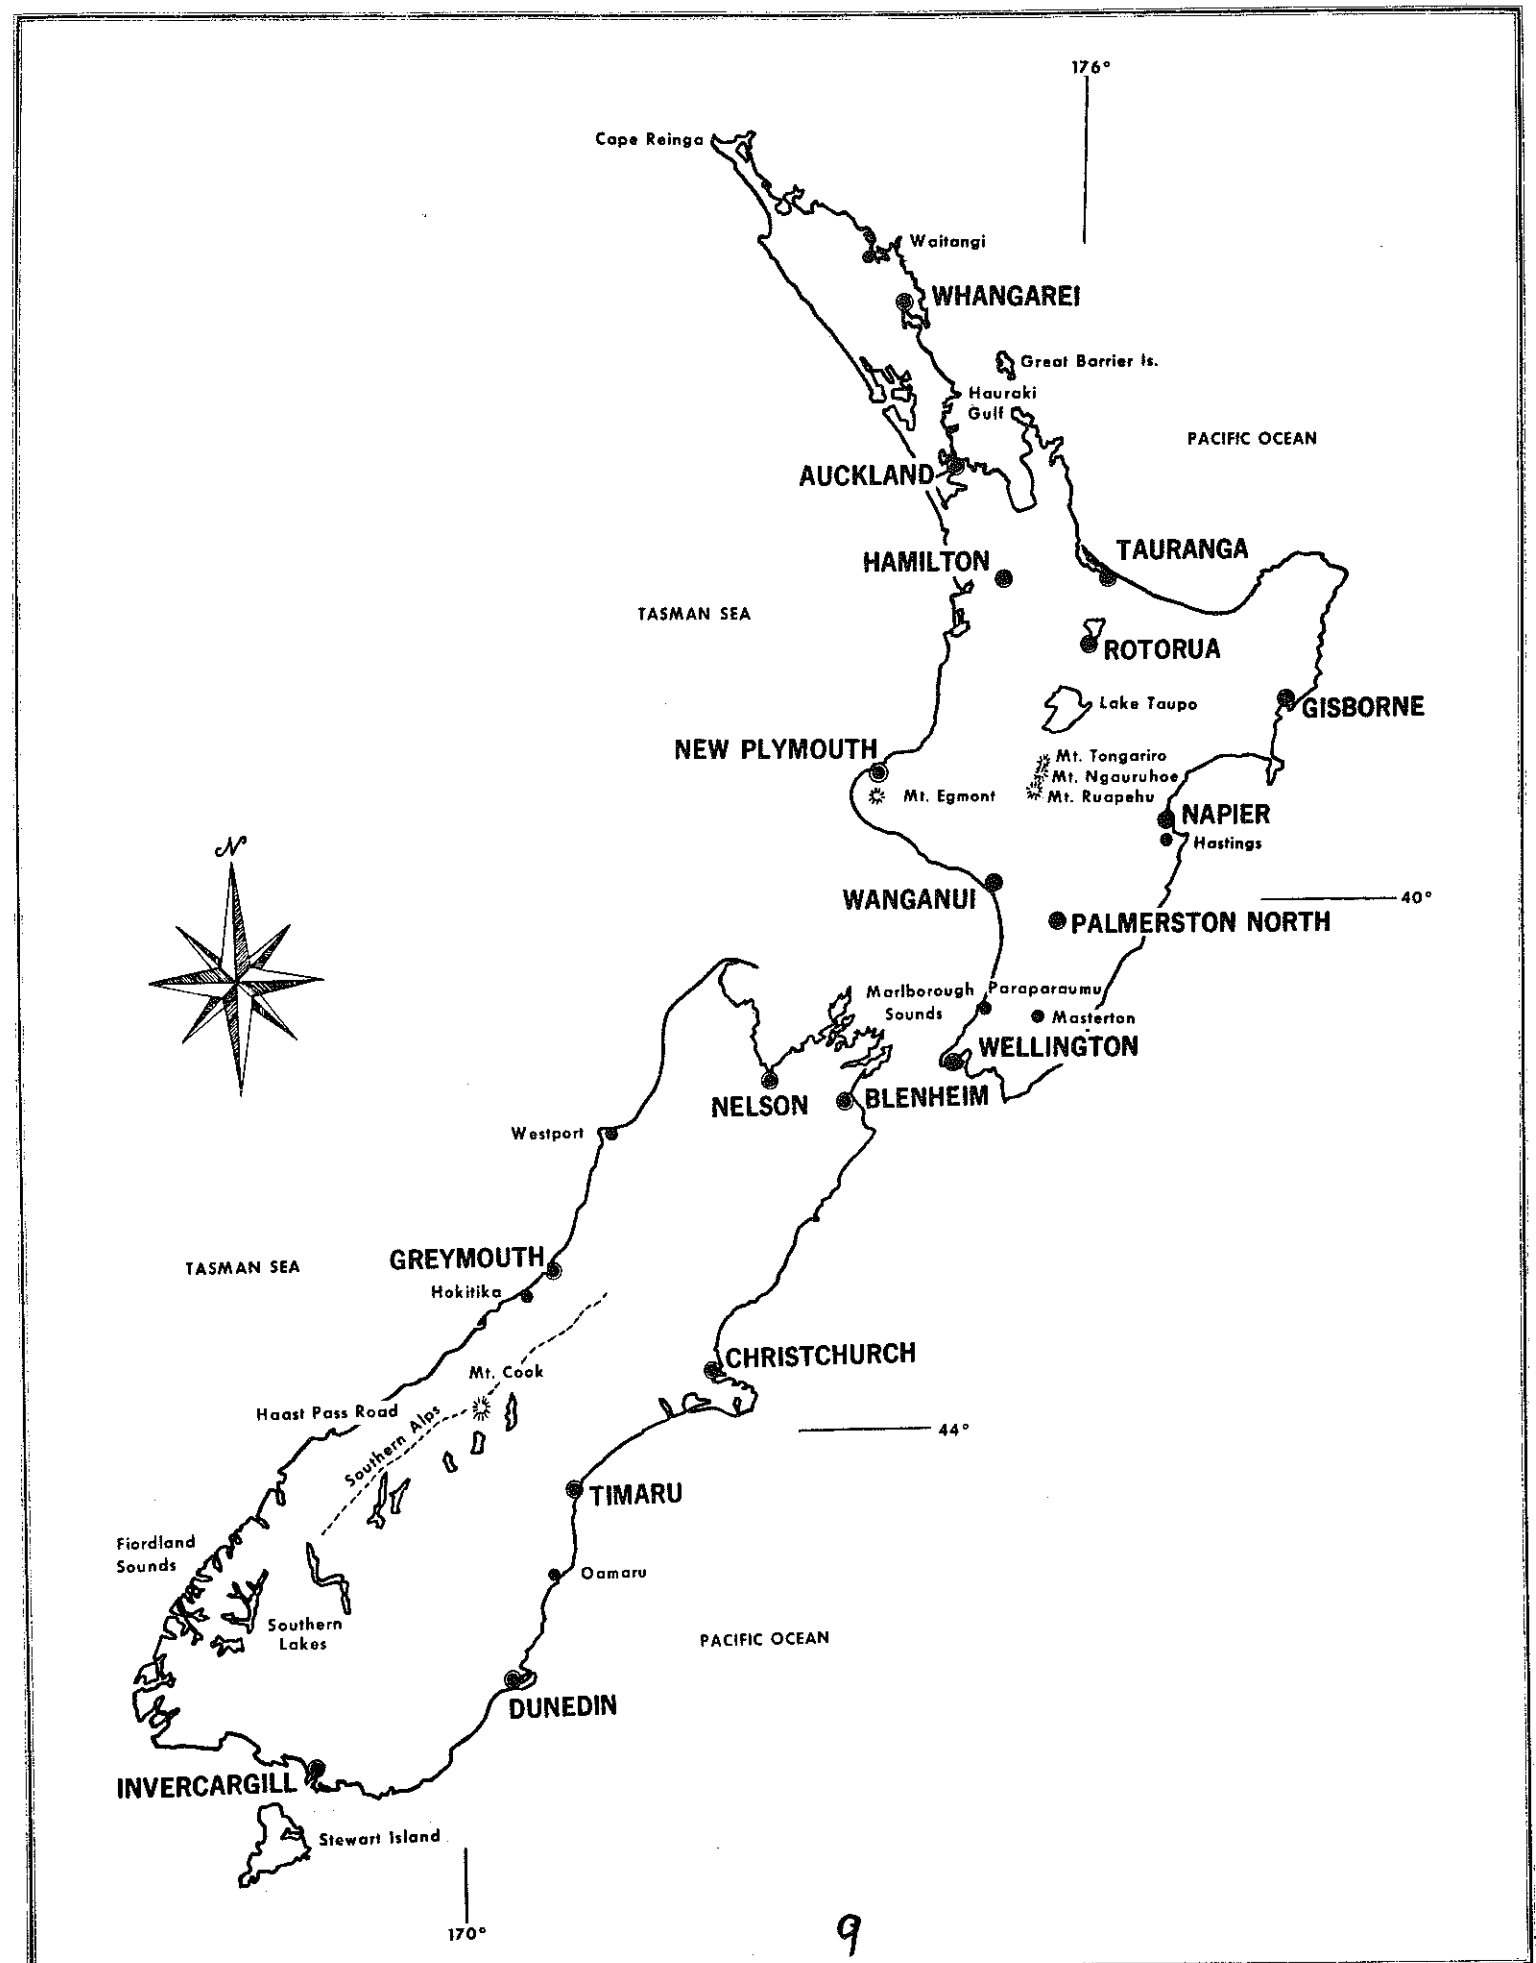 176°
Cape Reinga
Waitangi
WHANGAREI
Great Barrier Is.
Hauraki
Gulf
PACIFIC OCEAN
AUCKLAND
TAURANGA
HAMILTON
TASMAN SEA
ROTORUA
Lake Taupo
GISBORNE
NEW PLYMOUTH
Mt. Tongariro
Mt. Ngauruhoe
Mt. Ruapehu
Mt. Egmont
NAPIER
Hastings
N
WANGANUI
40°
PALMERSTON NORTH
Marlborough
Sounds
Paraparaumu
Masterton
WELLINGTON
NELSON
BLENHEIM
Westport
GREYMOUTH
TASMAN SEA
Hokitika
CHRISTCHURCH
Mt. Cook
Haast Pass Road
Southern Alps
44°
TIMARU
Fiordland
Sounds
Oamaru
Southern
Lakes
PACIFIC OCEAN
DUNEDIN
INVERCARGILL
Stewart Island
170°
9